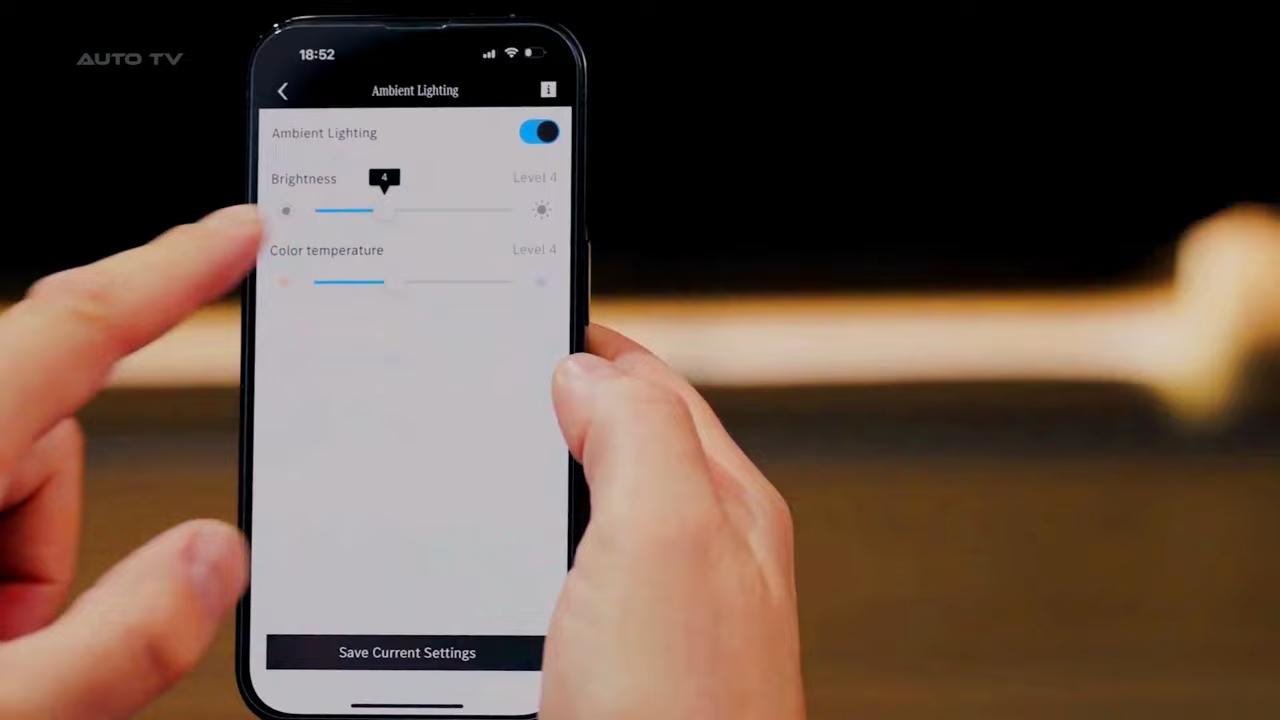 AUTO TV
18:52
Ambient Lighting
i
Ambient Lighting
Brightness
4
Level 4
Color temperature
Level 4
Save Current Settings